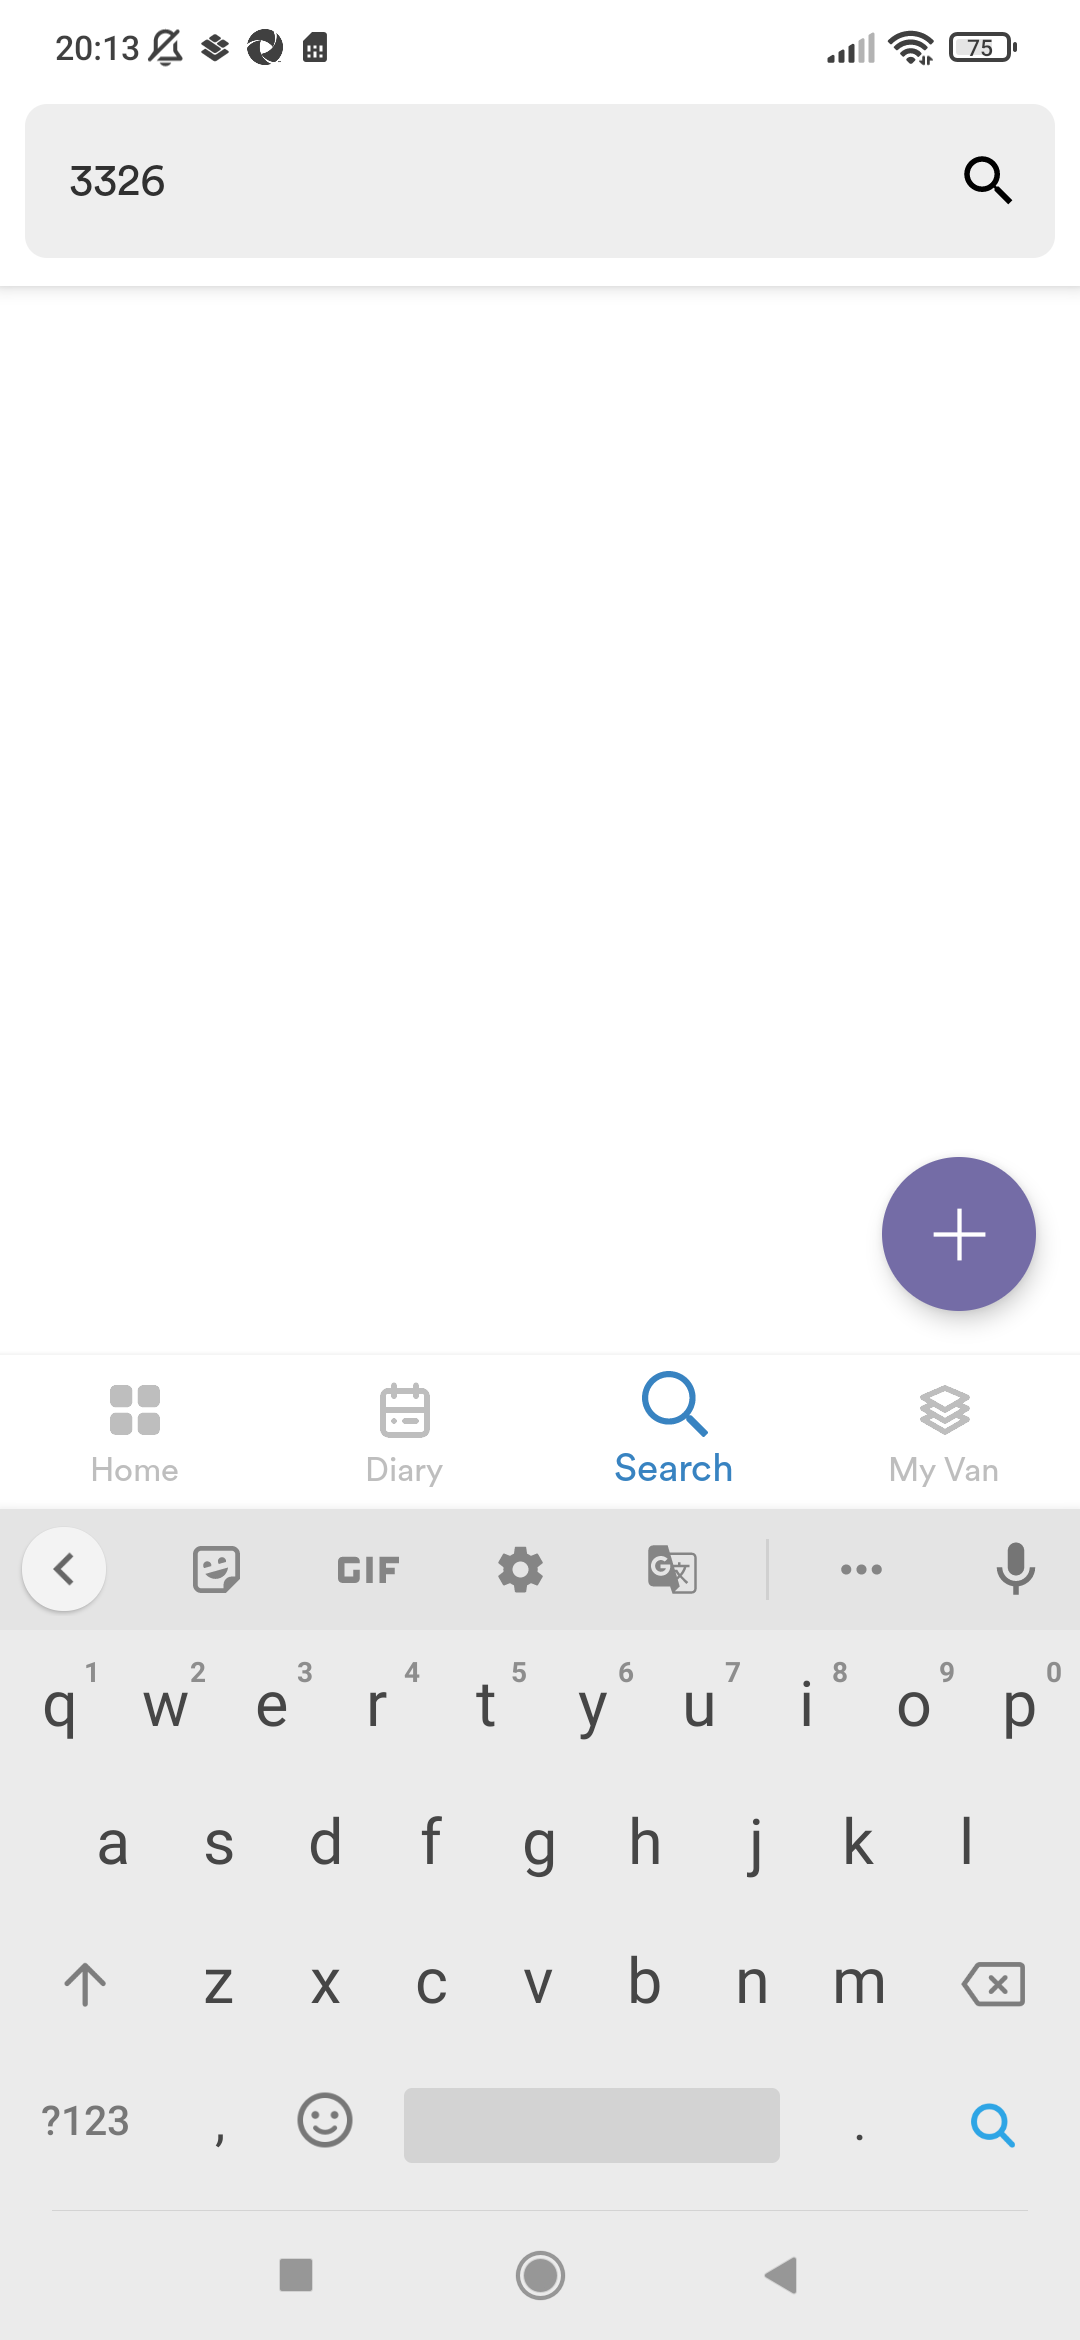 20:13 75
3326
Home Diary Search My Van
GIF G 文
1 2 3 4 5 6 7 8 9 0
q w e r t y u i o p
a s d f g h j k l
z x c v b n m
?123 , .